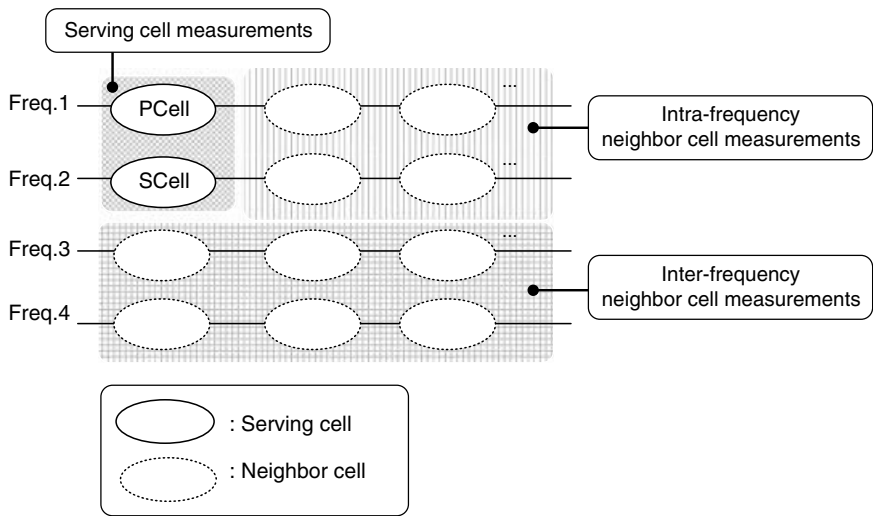 Serving cell measurements
Freq.1
PCell
...
Intra-frequency
neighbor cell measurements
Freq.2
SCell
...
Freq.3
...
Inter-frequency
neighbor cell measurements
Freq.4
: Serving cell
: Neighbor cell